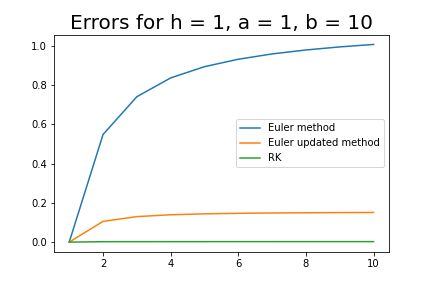 Errors for h = 1, a = 1, b = 10
1.0
0.8
0.6
0.4
0.2
0.0
Euler method
Euler updated method
RK
2
4
6
8
10